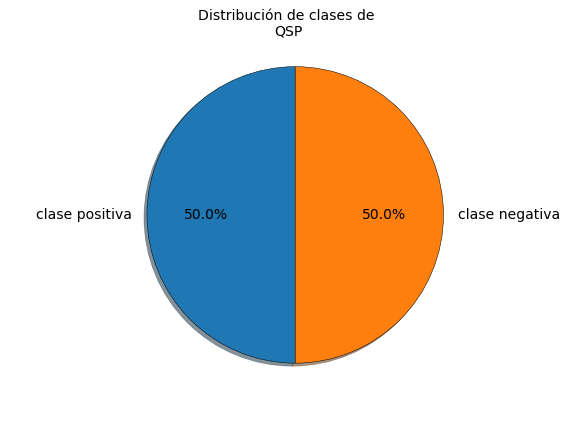 Distribución de clases de
QSP
clase positiva
50.0%
50.0%
clase negativa